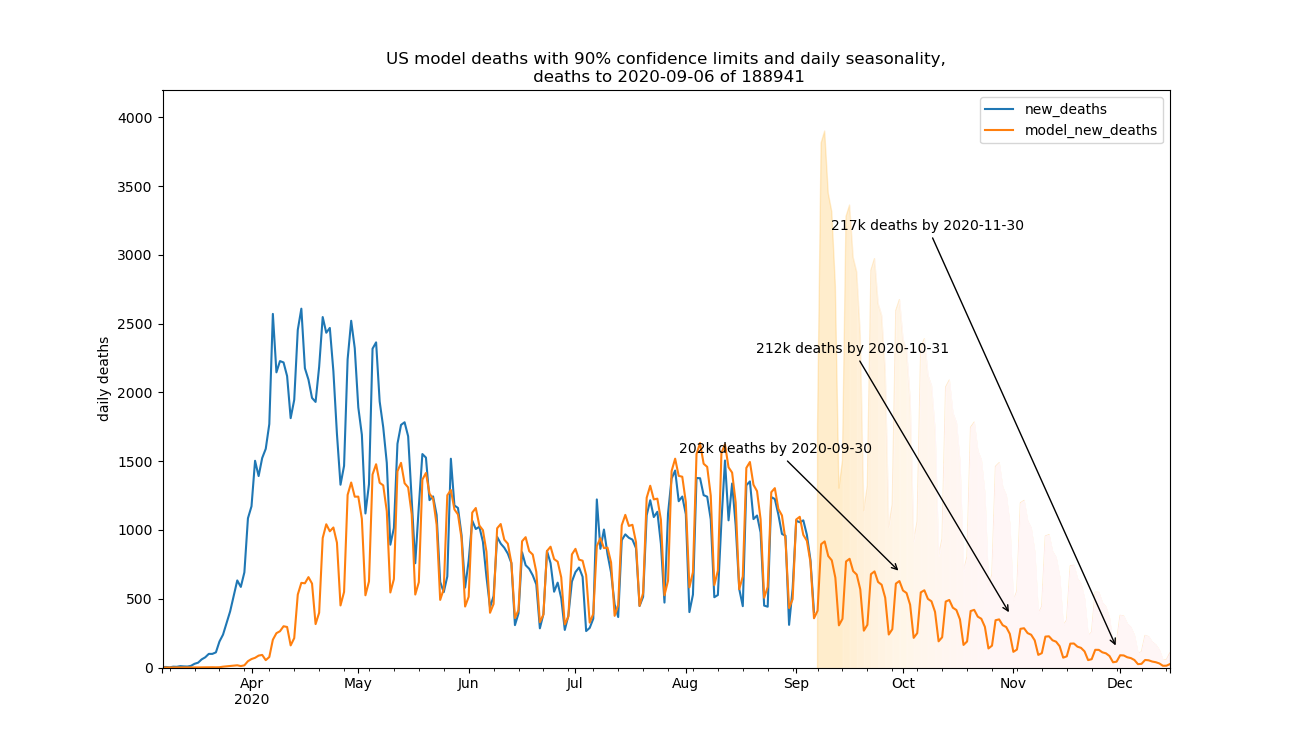 US model deaths with 90% confidence limits and daily seasonality,
deaths to 2020-09-06 of 188941
new_deaths
model_new_deaths
4000
3500
3000
2500
2000
1500
1000
500
0
daily deaths
217k deaths by 2020-11-30
212k deaths by 2020-10-31
202k deaths by 2020-09-30
Apr
2020
May
Jun
Jul
Aug
Sep
Oct
Nov
Dec